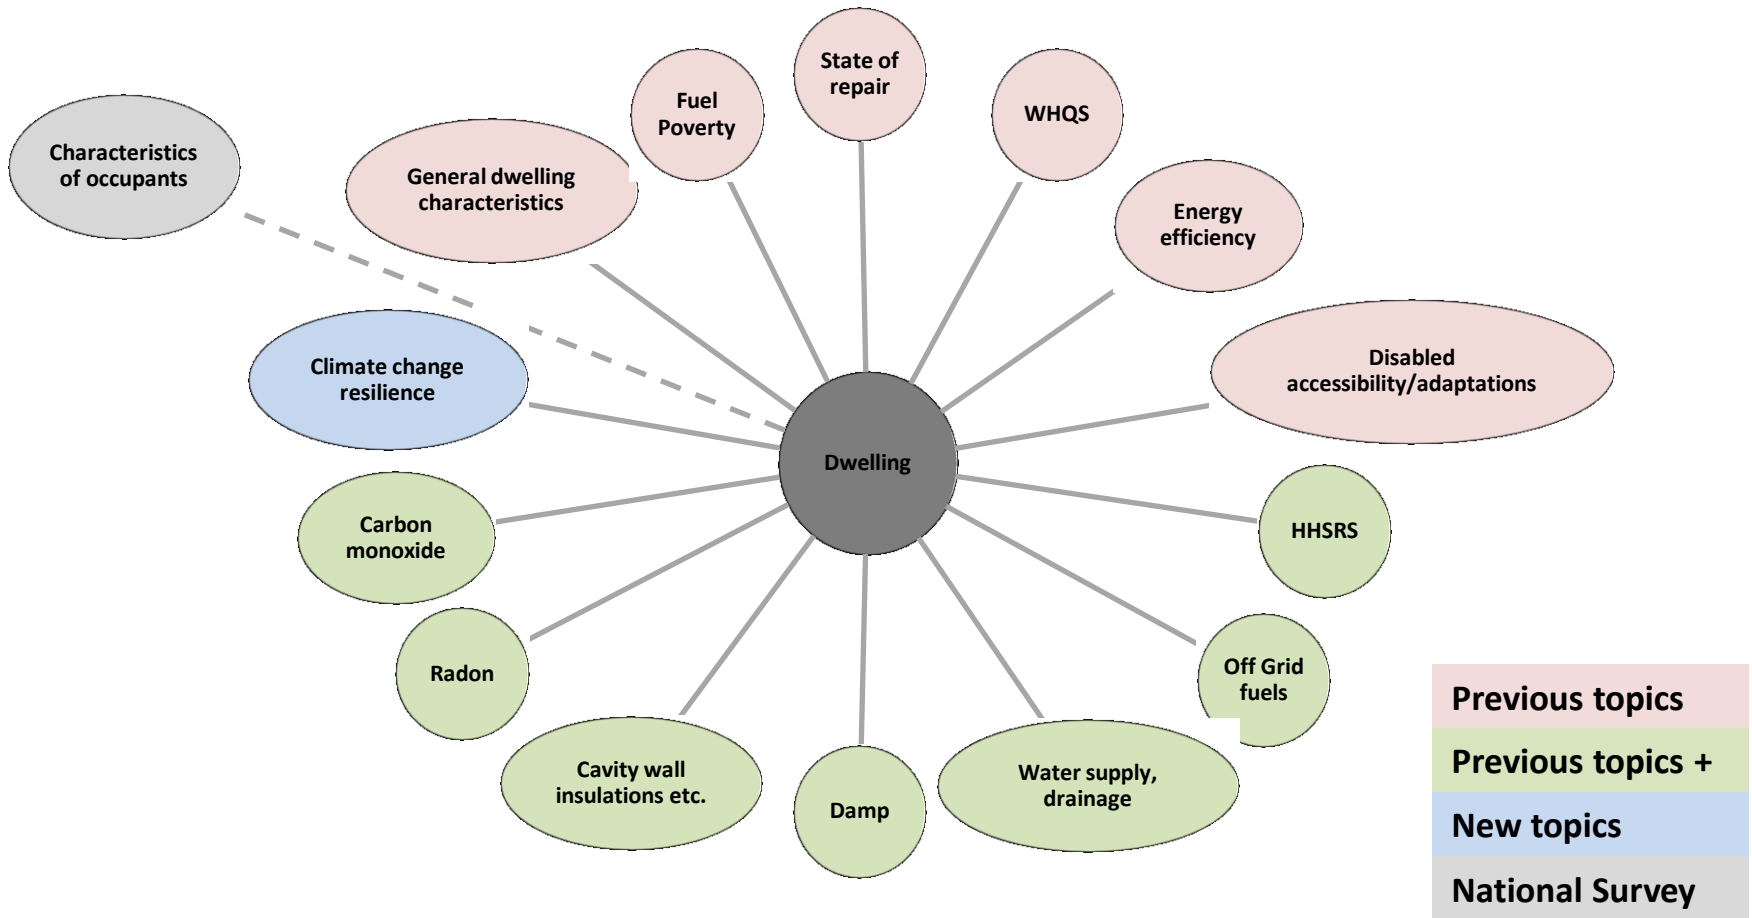 State of
repair
Fuel
Poverty
WHQS
Characteristics
of occupants
General dwelling
characteristics
Energy
efficiency
Climate change
resilience
Disabled
accessibility/adaptations
Dwelling
Carbon
monoxide
HHSRS
Radon
Off Grid
fuels
Cavity wall
insulations etc.
Damp
Water supply,
drainage
Previous topics
Previous topics +
New topics
National Survey